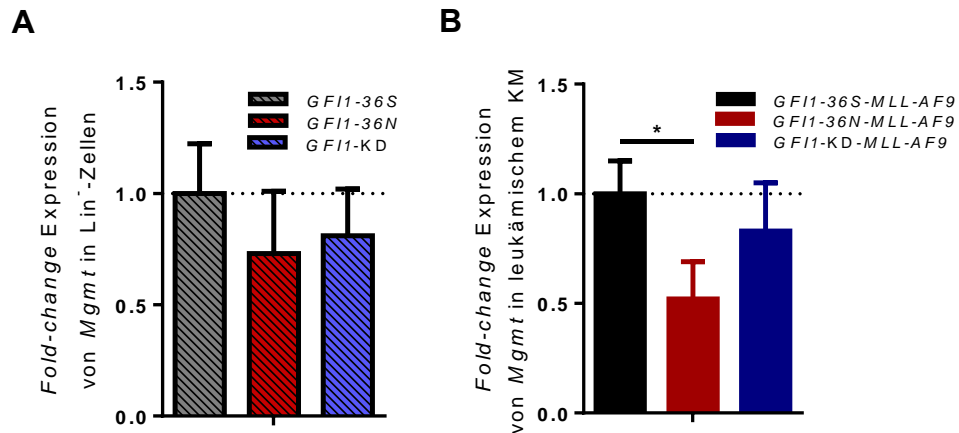 A
Fold-change Expression
von Mgmt in Lin⁻-Zellen
1.5
1.0
0.5
0.0
GFI1-36S
GFI1-36N
GFI1-KD
B
Fold-change Expression
von Mgmt in leukämischem KM
1.5
1.0
0.5
0.0
GFI1-36S-MLL-AF9
GFI1-36N-MLL-AF9
GFI1-KD-MLL-AF9
*